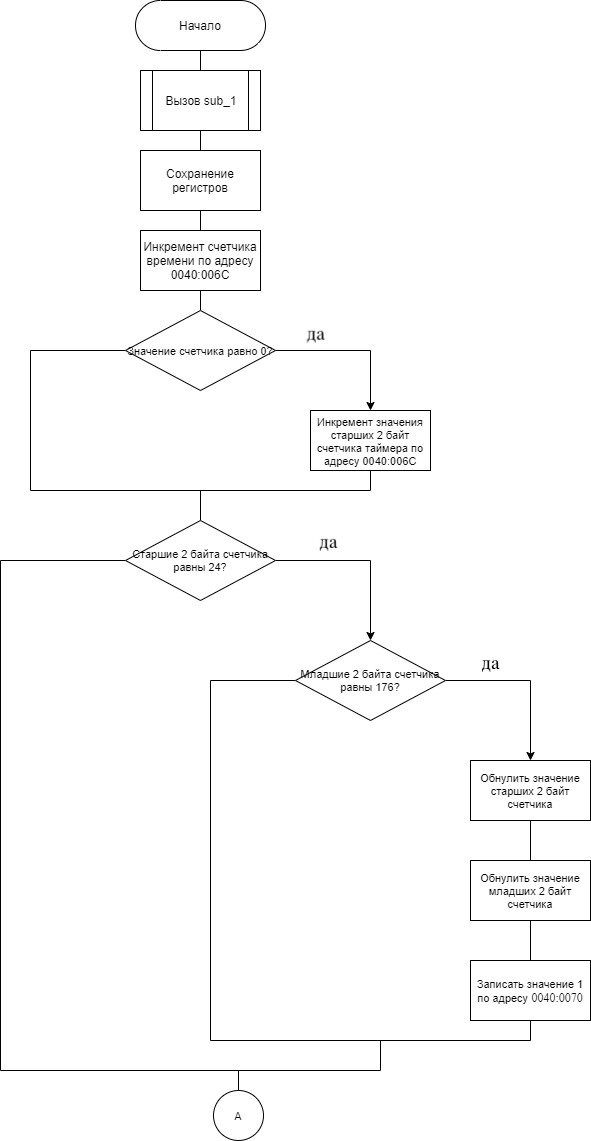 Начало
Вызов sub_1
Сохранение
регистров
Инкремент счетчика
времени по адресу
0040:006C
Значение счетчика равно 0?
да
Инкремент значения
старших 2 байт
счетчика таймера по
адресу 0040:006C
Старшие 2 байта счетчика
равны 24?
да
Младшие 2 байта счетчика
равны 176?
да
Обнулить значение
старших 2 байт
счетчика
Обнулить значение
младших 2 байт
счетчика
Записать значение 1
по адресу 0040:0070
А